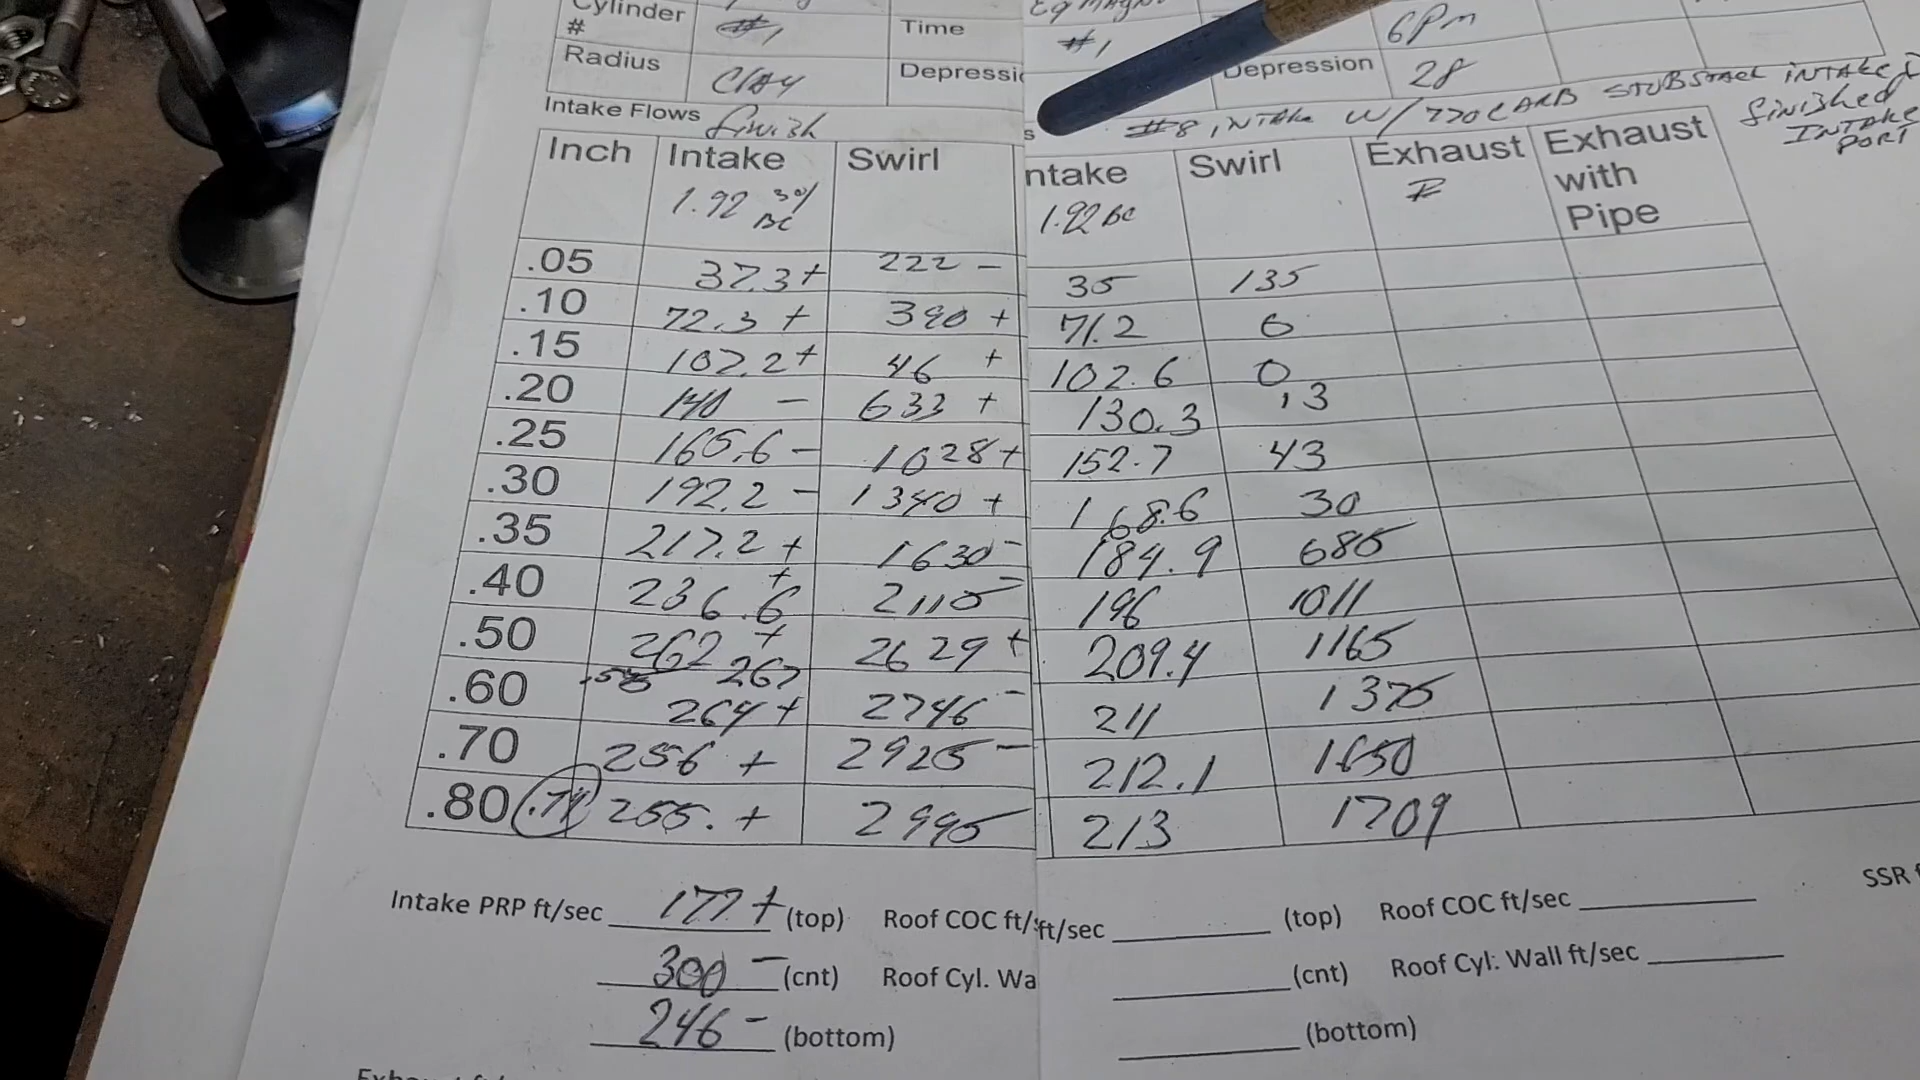 Cylinder # #1 Time #1 6Pm
Radius Clay Depressi Depression 28
Intake Flows finish s #8 INTAKE W/ 770 CARB STUBSTACK INTAKE
finished
INTAKE
PORT
Inch Intake Swirl ntake Swirl Exhaust Exhaust with Pipe
1.92 30/ BC 1.92 BC
.05 37.3+ 222 - 35 135
.10 72.3 + 390 + 71.2 6
.15 107.2+ 46 + 102.6 0
.20 140 - 633 + 130.3 13
.25 165.6 - 1028+ 152.7 43
.30 192.2 - 1340 + 168.6 30
.35 217.2 + 1630 - 184.9 685
.40 236.6 + 2115 - 196 1011
.50 262 + 2629 + 209.4 1165
.55 267
.60 264 + 2746 - 211 1375
.70 256 + 2925 - 212.1 1650
.80 255. + 2995 213 1709
Intake PRP ft/sec 177 + (top) Roof COC ft/ ft/sec (top) Roof COC ft/sec SSR
300 - (cnt) Roof Cyl. Wa (cnt) Roof Cyl. Wall ft/sec
246 - (bottom) (bottom)